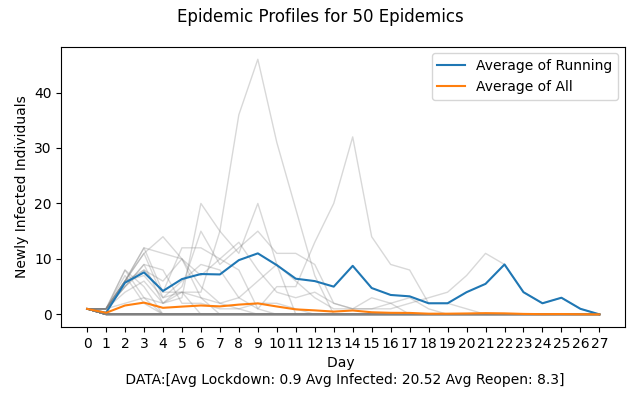 Epidemic Profiles for 50 Epidemics
Newly Infected Individuals
40
30
20
10
0
Average of Running
Average of All
0 1 2 3 4 5 6 7 8 9 10 11 12 13 14 15 16 17 18 19 20 21 22 23 24 25 26 27
Day
DATA:[Avg Lockdown: 0.9 Avg Infected: 20.52 Avg Reopen: 8.3]